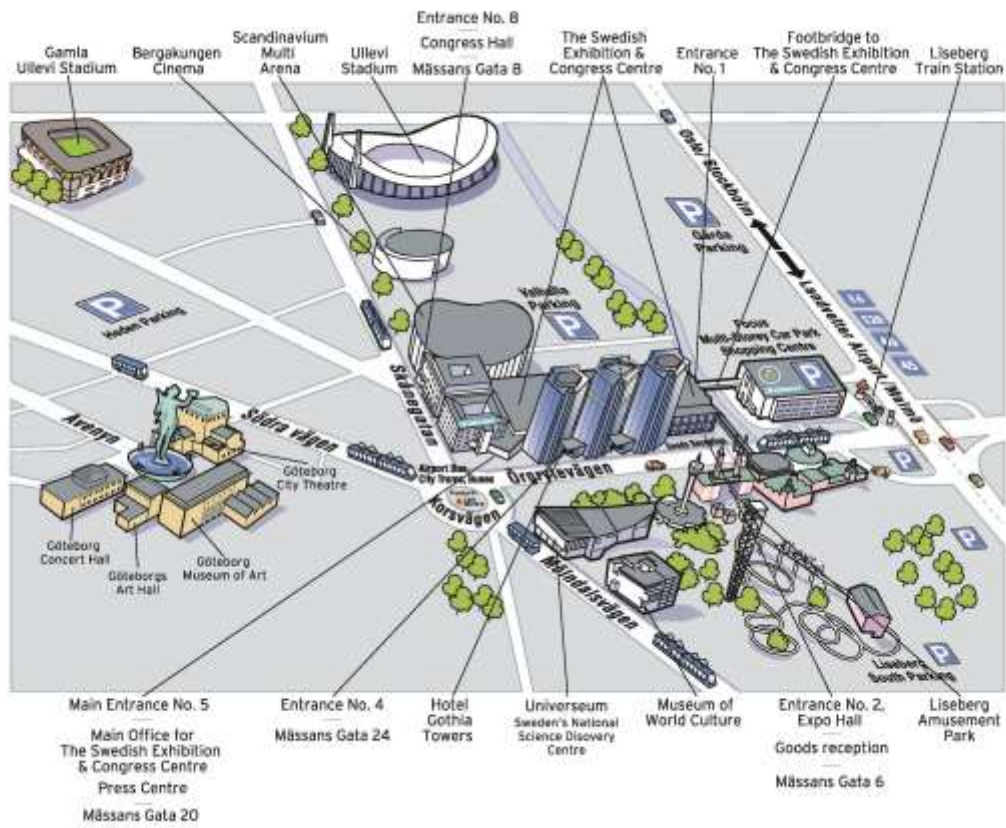 Gamla
Ullevi Stadium
Bergakungen
Cinema
Scandinavium
Multi
Arena
Ullevi
Stadium
Entrance No. 8
Congress Hall
Mässans Gata 8
The Swedish
Exhibition &
Congress Centre
Entrance
No. 1
Footbridge to
The Swedish Exhibition
& Congress Centre
Liseberg
Train Station
Oslo/Stockholm
P
Gårda
Parking
Landvetter Airport/Malmö
P
Heden Parking
Valhalla
Parking
P
Focus
Multi-Storey Car Park
Shopping Centre
P
40
Skånegatan
Södra vägen
Avenyn
Airport Bus
Örgrytevägen
Korsvägen
Göteborg
City Theatre
Göteborg
Concert Hall
Göteborgs
Art Hall
Göteborg
Museum of Art
Mölndalsvägen
P
P
Liseberg
South Parking
P
Main Entrance No. 5
Main Office for
The Swedish Exhibition
& Congress Centre
Press Centre
Mässans Gata 20
Entrance No. 4
Mässans Gata 24
Hotel
Gothia
Towers
Universeum
Sweden's National
Science Disovery
Centre
Museum of
World Culture
Entrance No. 2,
Expo Hall
Goods reception
Mässans Gata 6
Liseberg
Amusement
Park